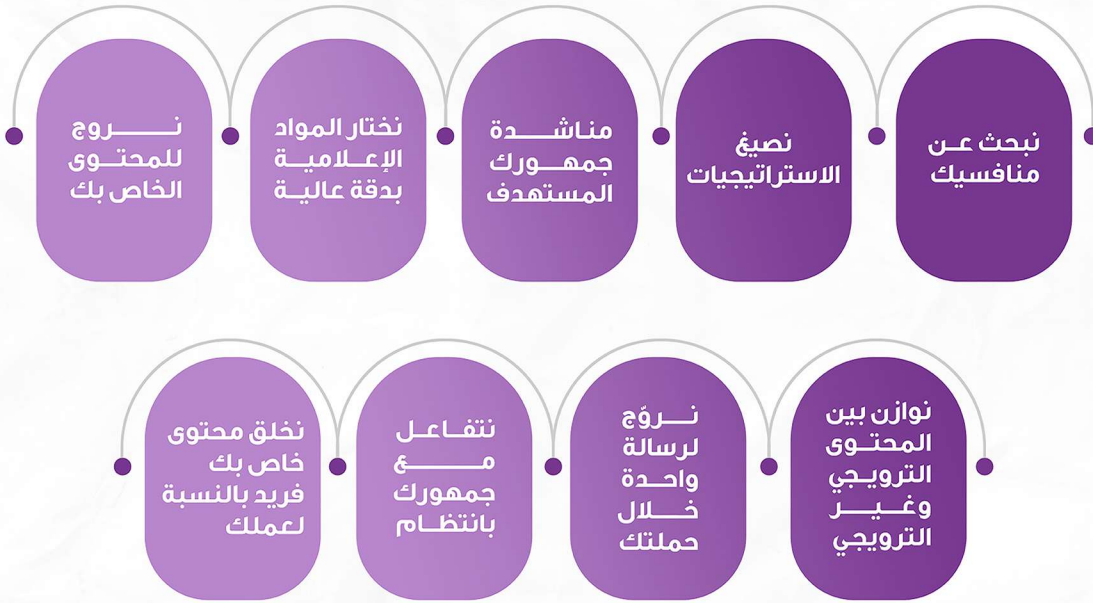 نبحث عن
منافسيك
نصيغ
الاستراتيجيات
مناشدة
جمهورك
المستهدف
نختار المواد
الإعلامية
بدقة عالية
نروج
للمحتوى
الخاص بك
نوازن بين
المحتوى
الترويجي
وغير
الترويجي
نروّج
لرسالة
واحدة
خلال
حملتك
نتفاعل
مع
جمهورك
بانتظام
نخلق محتوى
خاص بك
فريد بالنسبة
لعملك